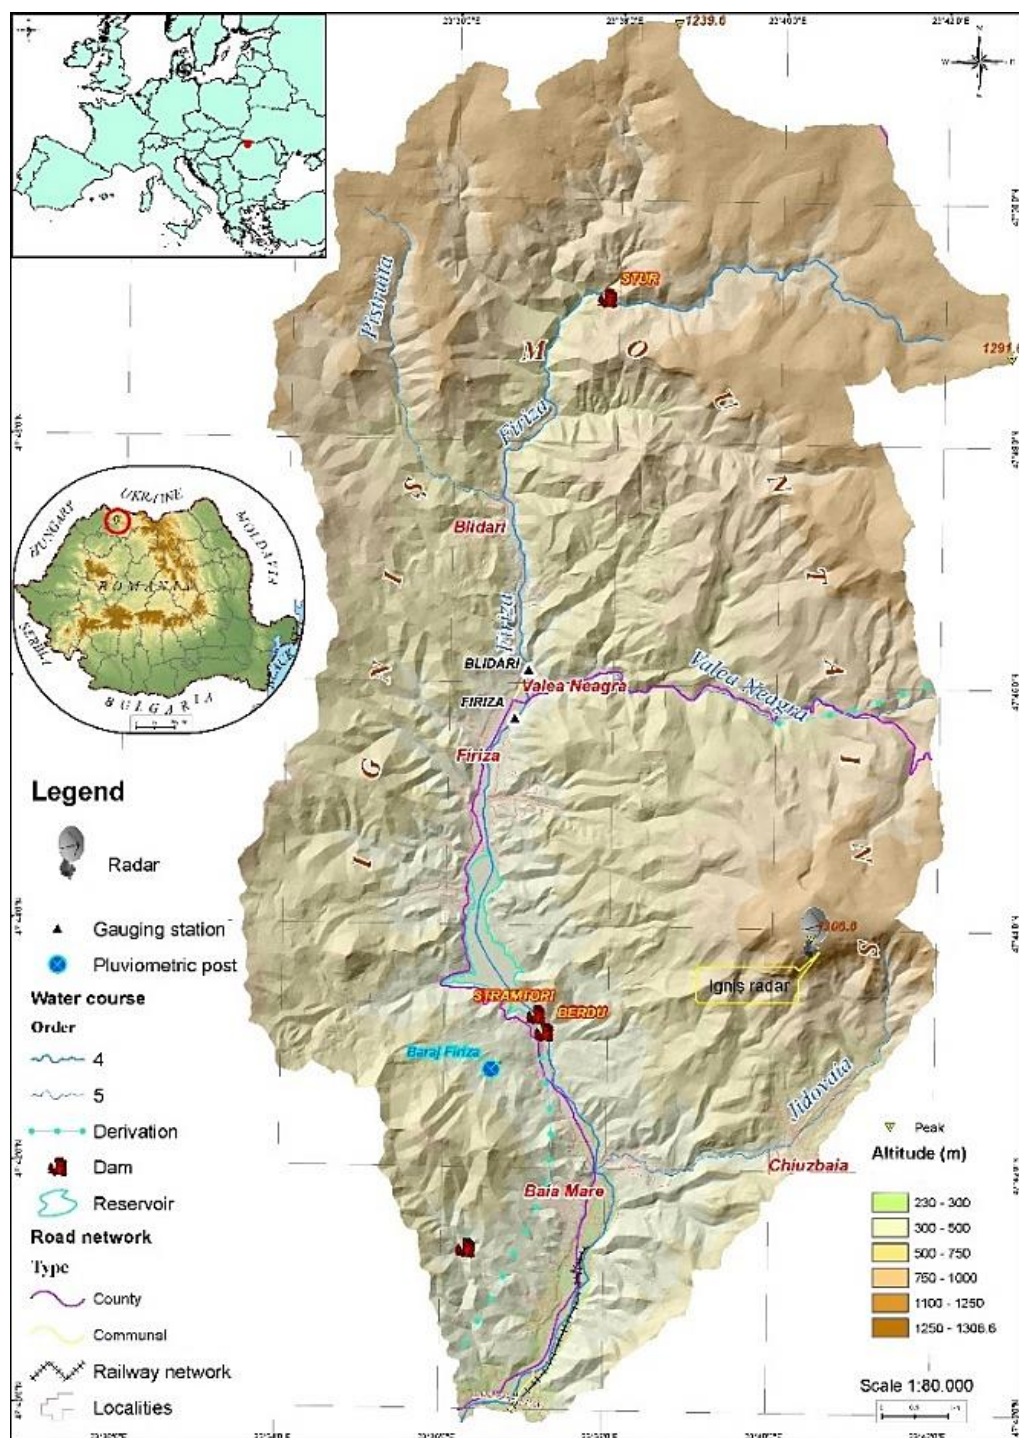 1239.6
W
STUR
Pistruita
M O U N T A I N S
1291.6
Firiza
I G N I S
UKRAINE
HUNGARY
MOLDAVIA
ROMANIA
SERBIA
BLACK
BULGARIA
Blidari
Firiza
BLIDARI
Valea Neagra
Valea Neagra
FIRIZA
Firiza
Ignis radar
STRAMTORI
BERDU
Baraj Firiza
Jidovaia
Chiuzbaia
Baia Mare
Legend
Radar
Gauging station
Pluviometric post
Water course
Order
4
5
Derivation
Dam
Reservoir
Road network
Type
County
Communal
Railway network
Localities
Peak
Altitude (m)
230 - 300
300 - 500
500 - 750
750 - 1000
1100 - 1250
1250 - 1306.6
Scale 1:80.000